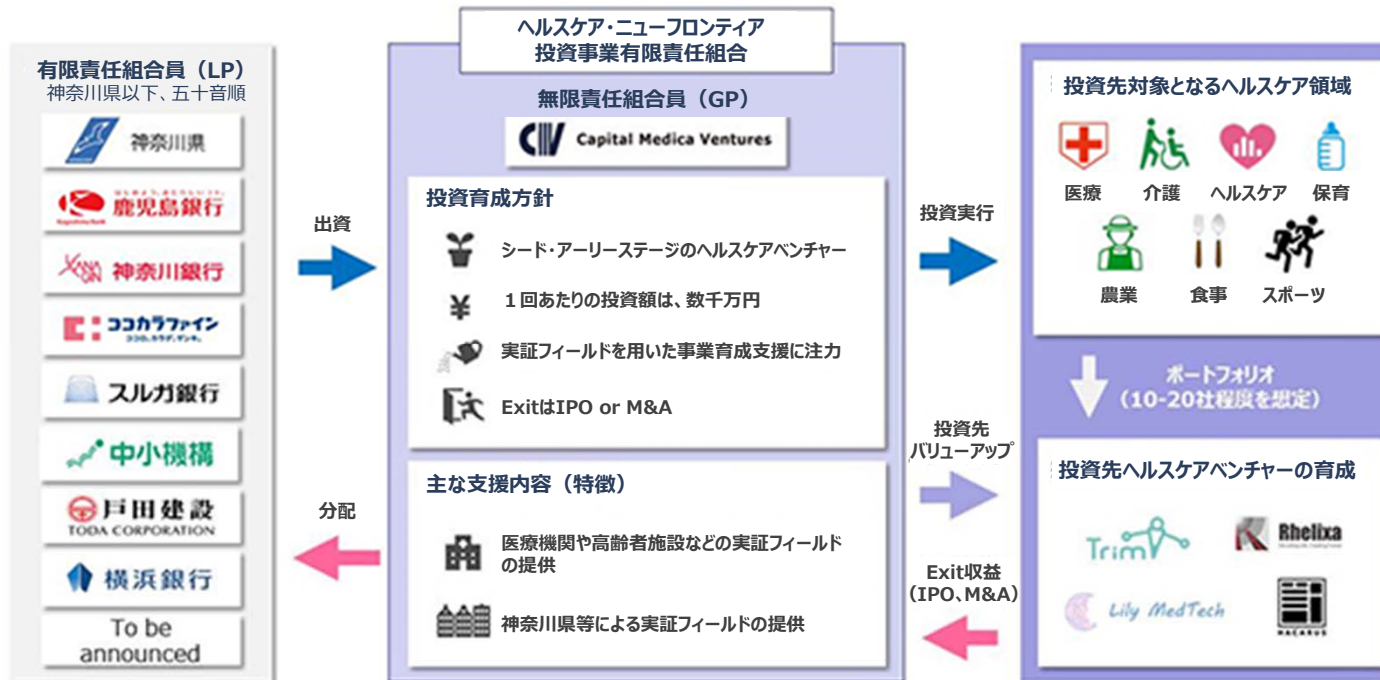 ヘルスケア・ニューフロンティア
投資事業有限責任組合
有限責任組合員（LP）
神奈川県以下、五十音順
神奈川県
鹿児島銀行
Kagoshima Bank
神奈川銀行
ココカラファイン
ココロ、カラダ、ゲンキ。
スルガ銀行
中小機構
戸田建設
TODA CORPORATION
横浜銀行
To be
announced
出資
分配
無限責任組合員（GP）
Capital Medica Ventures
投資育成方針
シード・アーリーステージのヘルスケアベンチャー
¥
１回あたりの投資額は、数千万円
実証フィールドを用いた事業育成支援に注力
ExitはIPO or M&A
主な支援内容（特徴）
医療機関や高齢者施設などの実証フィールド
の提供
神奈川県等による実証フィールドの提供
投資実行
投資先
バリューアップ
Exit収益
（IPO、M&A）
投資先対象となるヘルスケア領域
医療
介護
ヘルスケア
保育
農業
食事
スポーツ
ポートフォリオ
（10-20社程度を想定）
投資先ヘルスケアベンチャーの育成
Trim
Rhelixa
Lily MedTech
HACARUS